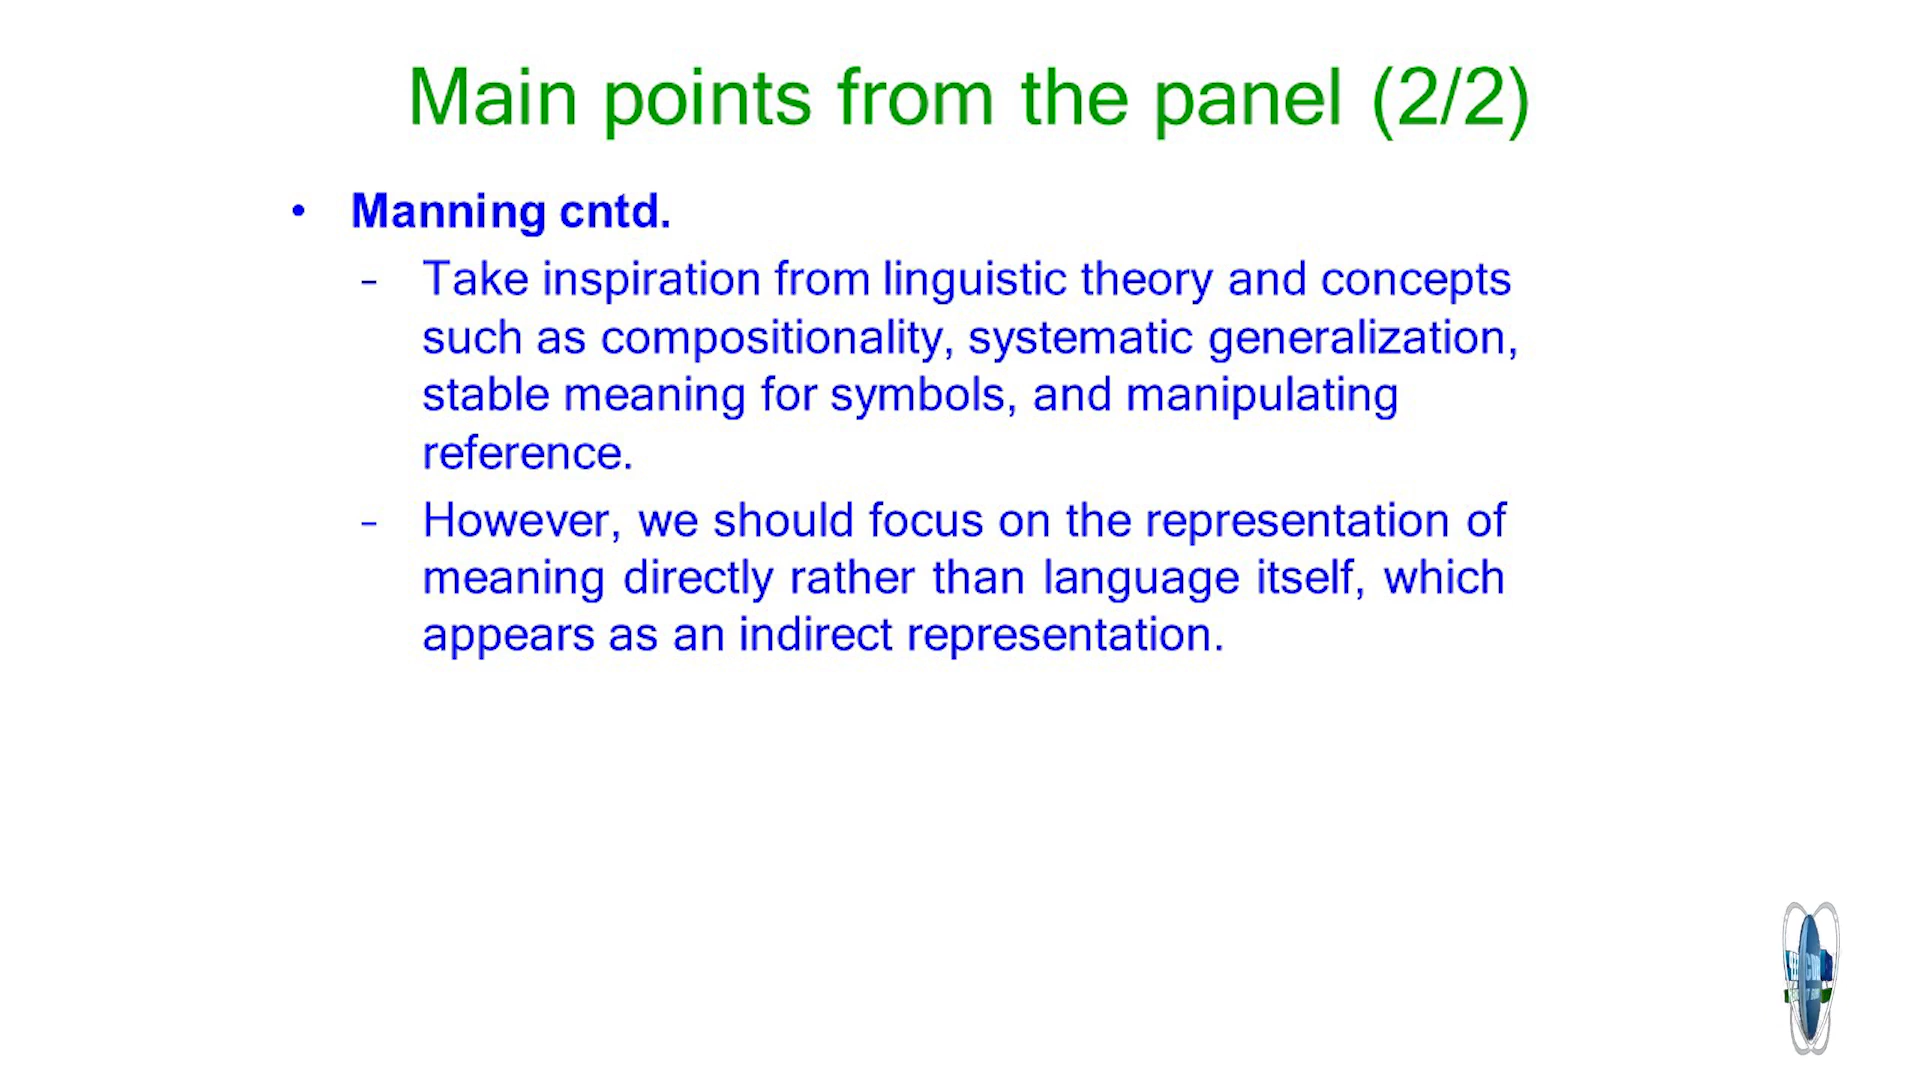 Main points from the panel (2/2)
• Manning cntd.
– Take inspiration from linguistic theory and concepts
such as compositionality, systematic generalization,
stable meaning for symbols, and manipulating
reference.
– However, we should focus on the representation of
meaning directly rather than language itself, which
appears as an indirect representation.